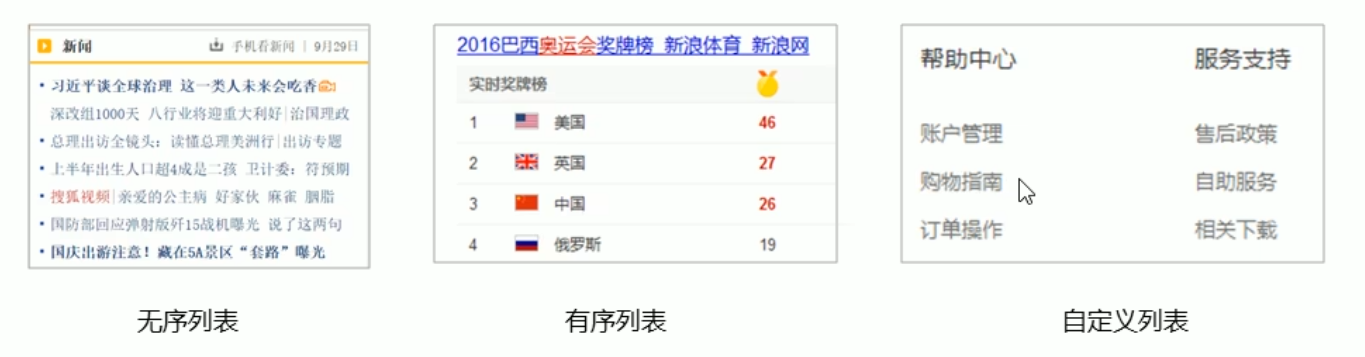 新闻 手机看新闻 | 9月29日
• 习近平谈全球治理 这一类人未来会吃香
深改组1000天 八行业将迎重大利好|治国理政
• 总理出访全镜头：读懂总理美洲行|出访专题
• 上半年出生人口超4成是二孩 卫计委：符预期
• 搜狐视频|亲爱的公主病 好家伙 麻雀 胭脂
• 国防部回应弹射版歼15战机曝光 说了这两句
• 国庆出游注意！藏在5A景区“套路”曝光
无序列表
2016巴西奥运会奖牌榜_新浪体育_新浪网
实时奖牌榜
1 美国 46
2 英国 27
3 中国 26
4 俄罗斯 19
有序列表
帮助中心 服务支持
账户管理 售后政策
购物指南 自助服务
订单操作 相关下载
自定义列表